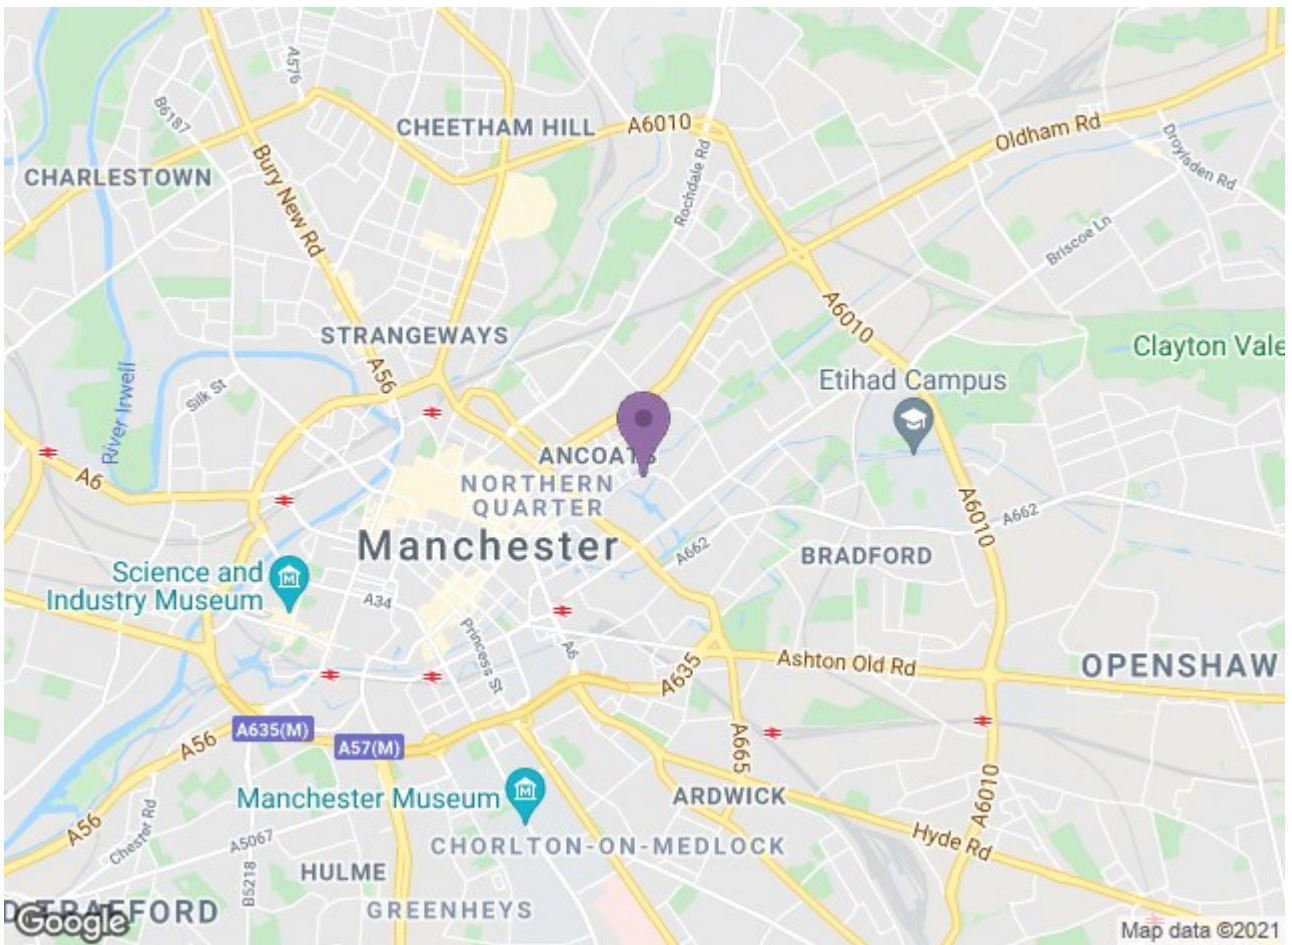 A576
B6187
CHEETHAM HILL
A6010
Oldham Rd
Droylsden Rd
CHARLESTOWN
Bury New Rd
Rochdale Rd
Briscoe Ln
STRANGEWAYS
A6010
Clayton Vale
A56
Silk St
River Irwell
Etihad Campus
ANCOATS
A6
NORTHERN
QUARTER
A6010
A662
Manchester
A662
BRADFORD
Science and
Industry Museum
A34
Princess St
A6
A635
Ashton Old Rd
OPENSHAW
A635(M)
A56
A57(M)
A665
Manchester Museum
ARDWICK
A6010
A56
Chester Rd
A5067
CHORLTON-ON-MEDLOCK
Hyde Rd
HULME
B5218
GREENHEYS
D TRAFFORD
Google
Map data ©2021